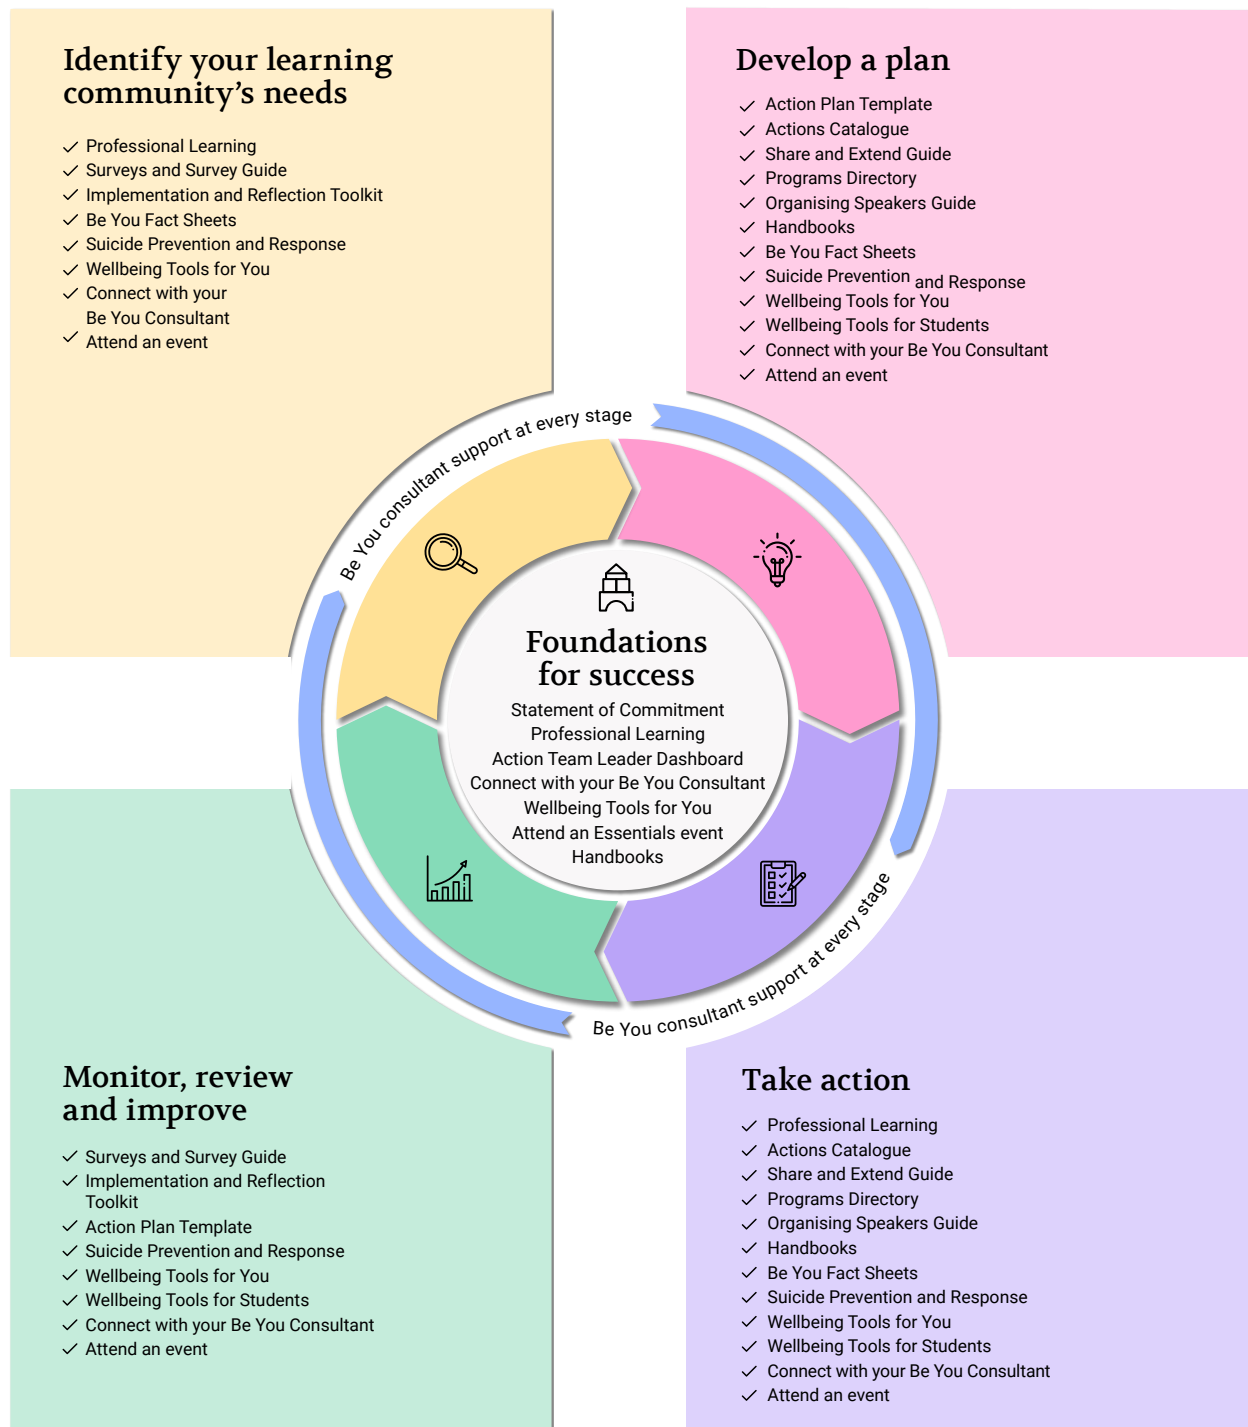 Identify your learning
community’s needs
Professional Learning
Surveys and Survey Guide
Implementation and Reflection Toolkit
Be You Fact Sheets
Suicide Prevention and Response
Wellbeing Tools for You
Connect with your
Be You Consultant
Attend an event
Develop a plan
Action Plan Template
Actions Catalogue
Share and Extend Guide
Programs Directory
Organising Speakers Guide
Handbooks
Be You Fact Sheets
Suicide Prevention and Response
Wellbeing Tools for You
Wellbeing Tools for Students
Connect with your Be You Consultant
Attend an event
Be You consultant support at every stage
Foundations
for success
Statement of Commitment
Professional Learning
Action Team Leader Dashboard
Connect with your Be You Consultant
Wellbeing Tools for You
Attend an Essentials event
Handbooks
Be You consultant support at every stage
Monitor, review
and improve
Surveys and Survey Guide
Implementation and Reflection
Toolkit
Action Plan Template
Suicide Prevention and Response
Wellbeing Tools for You
Wellbeing Tools for Students
Connect with your Be You Consultant
Attend an event
Take action
Professional Learning
Actions Catalogue
Share and Extend Guide
Programs Directory
Organising Speakers Guide
Handbooks
Be You Fact Sheets
Suicide Prevention and Response
Wellbeing Tools for You
Wellbeing Tools for Students
Connect with your Be You Consultant
Attend an event